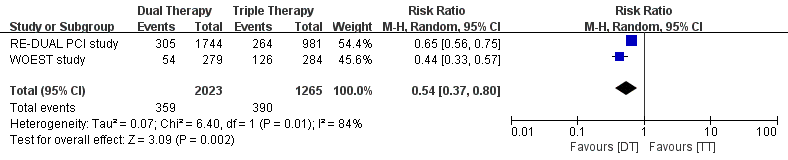 Dual Therapy Triple Therapy Risk Ratio Risk Ratio
Study or Subgroup Events Total Events Total Weight M-H, Random, 95% CI M-H, Random, 95% CI
RE-DUAL PCI study 305 1744 264 981 54.4% 0.65 [0.56, 0.75]
WOEST study 54 279 126 284 45.6% 0.44 [0.33, 0.57]
Total (95% CI) 2023 1265 100.0% 0.54 [0.37, 0.80]
Total events 359 390
Heterogeneity: Tau² = 0.07; Chi² = 6.40, df = 1 (P = 0.01); I² = 84%
Test for overall effect: Z = 3.09 (P = 0.002)
0.01 0.1 1 10 100
Favours [DT] Favours [TT]